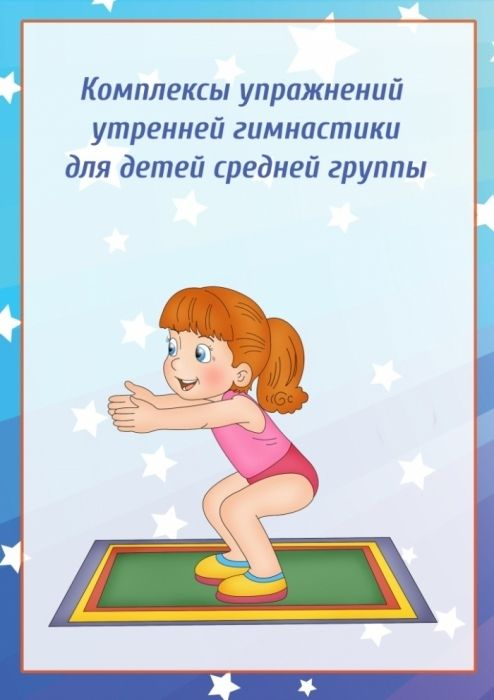 Комплексы упражнений
утренней гимнастики
для детей средней группы